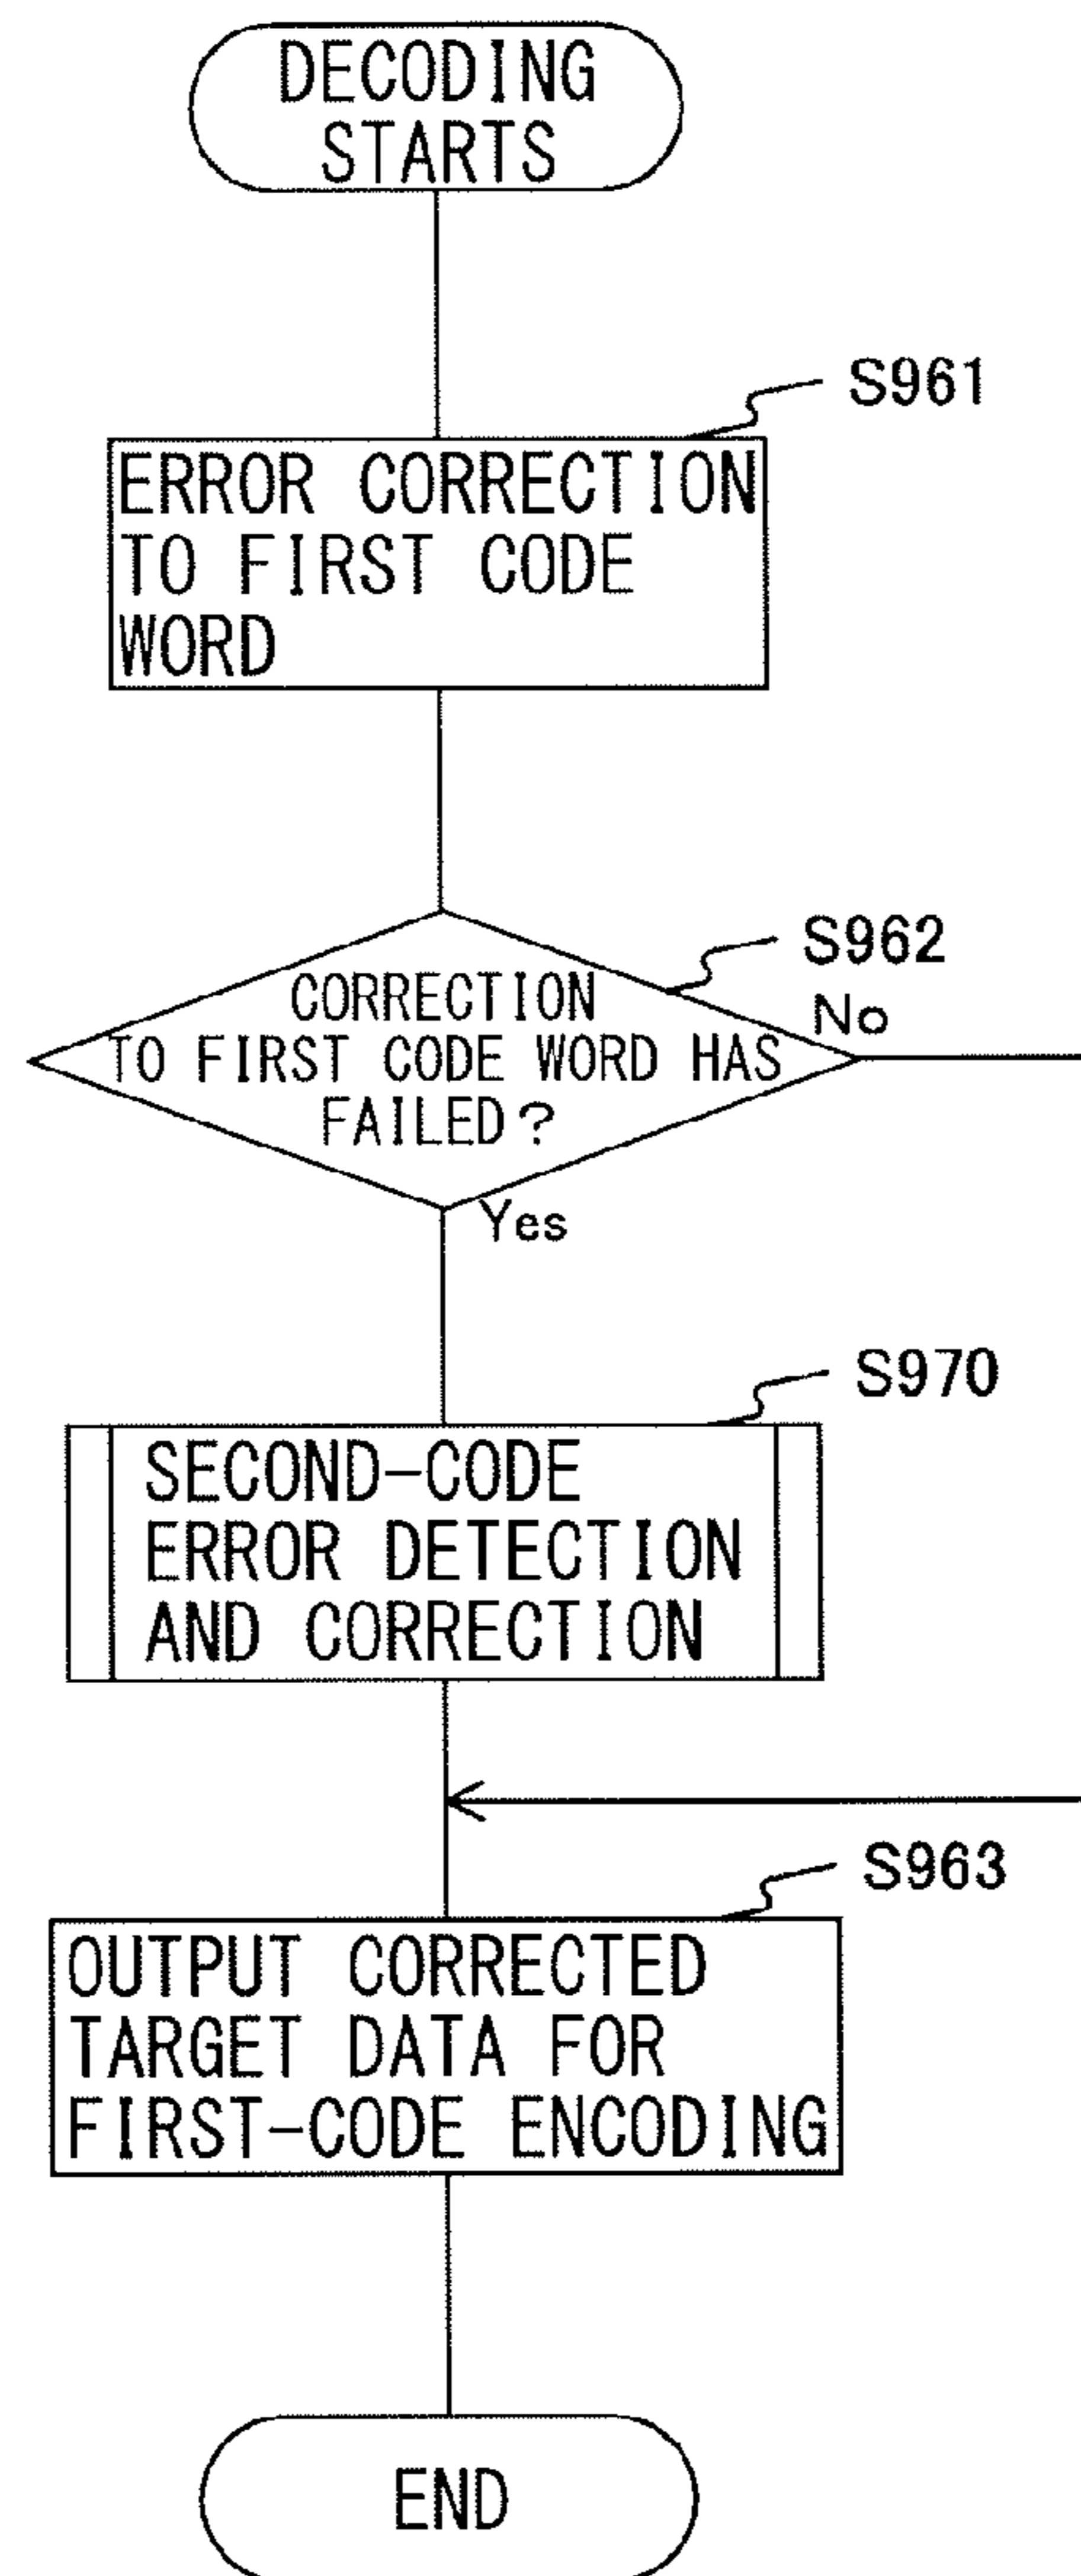 DECODING
STARTS
S961
ERROR CORRECTION
TO FIRST CODE
WORD
S962
CORRECTION
TO FIRST CODE WORD HAS
FAILED?
No
Yes
S970
SECOND-CODE
ERROR DETECTION
AND CORRECTION
S963
OUTPUT CORRECTED
TARGET DATA FOR
FIRST-CODE ENCODING
END